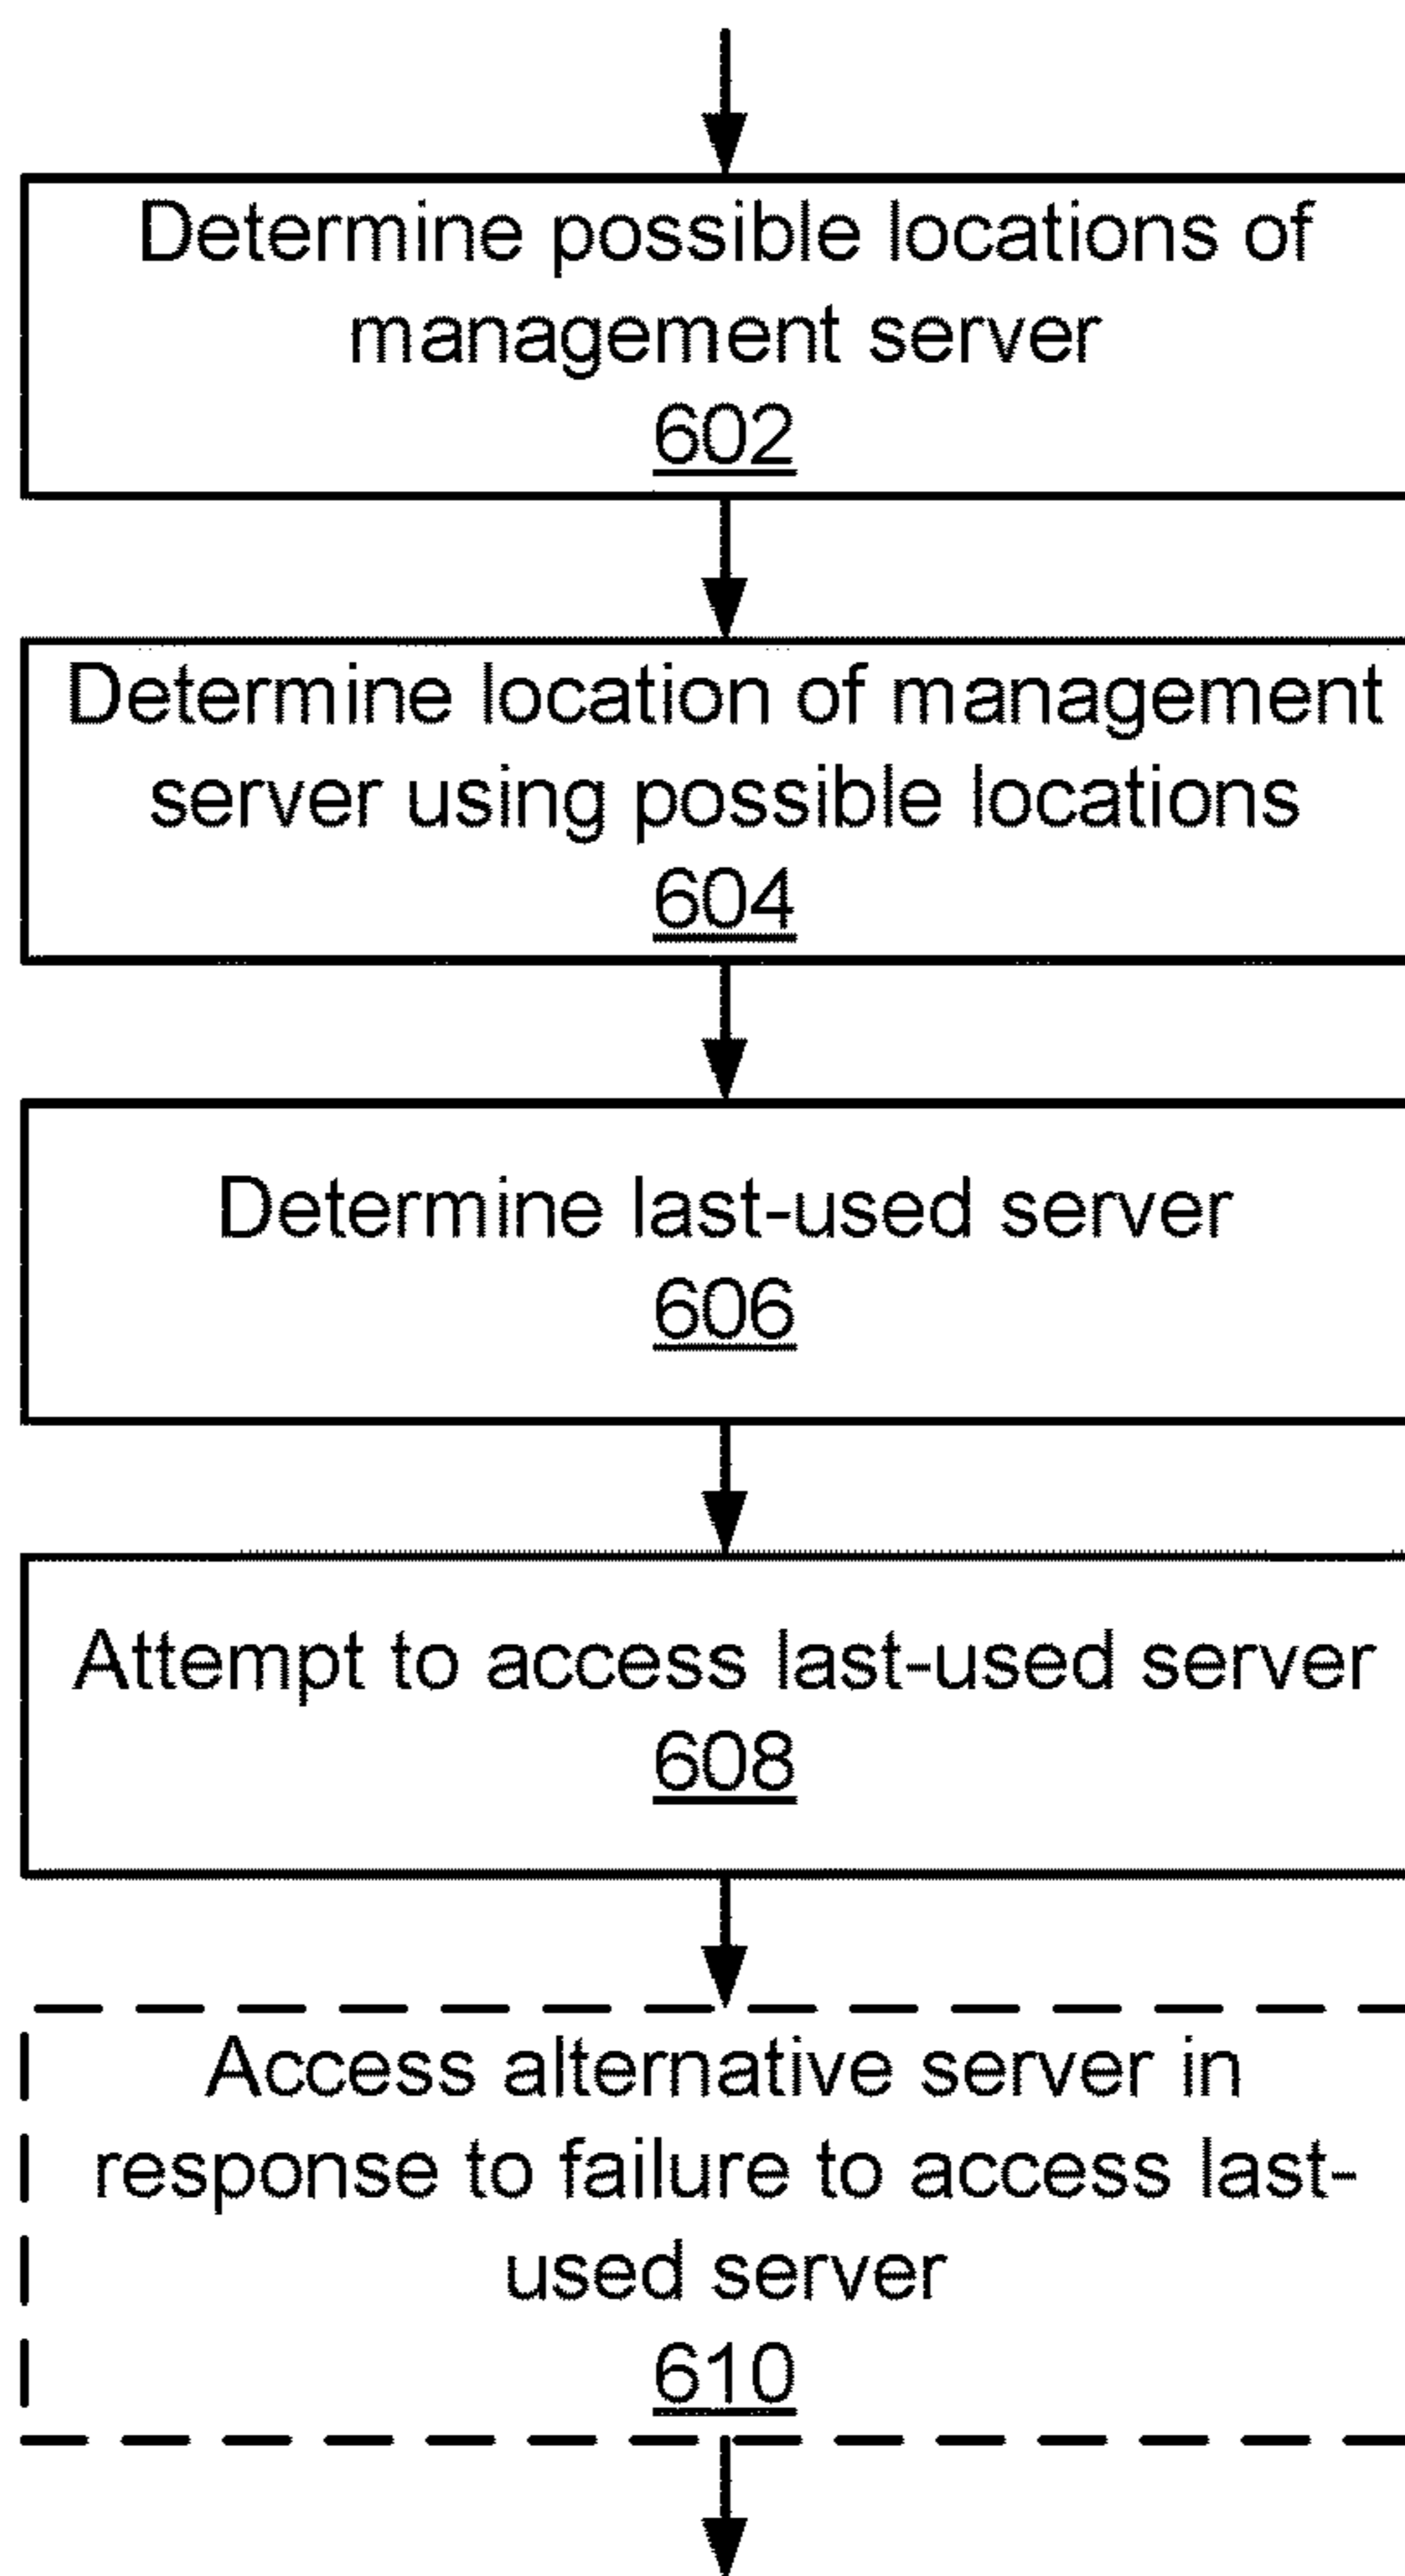 Determine possible locations of
management server
602
Determine location of management
server using possible locations
604
Determine last-used server
606
Attempt to access last-used server
608
Access alternative server in
response to failure to access last-
used server
610